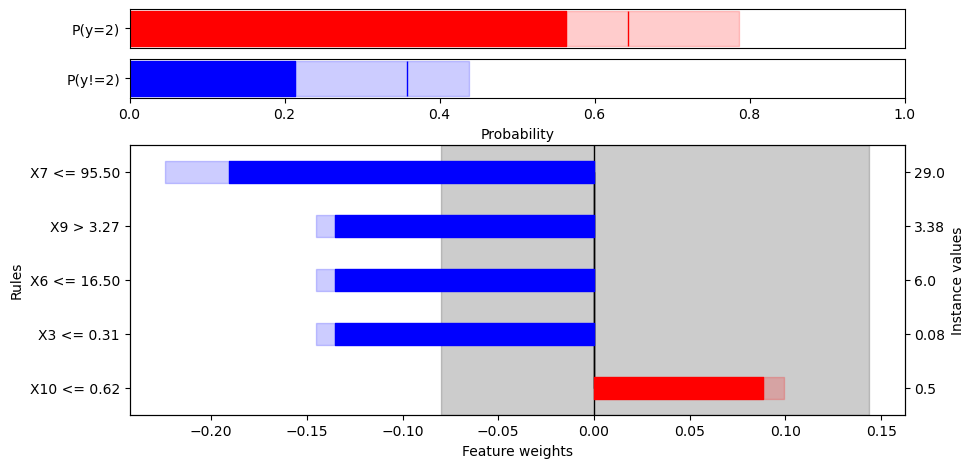 P(y=2)
P(y!=2)
0.0 0.2 0.4 0.6 0.8 1.0
Probability
Rules
X7 <= 95.50
X9 > 3.27
X6 <= 16.50
X3 <= 0.31
X10 <= 0.62
29.0
3.38
6.0
0.08
0.5
Instance values
−0.20 −0.15 −0.10 −0.05 0.00 0.05 0.10 0.15
Feature weights